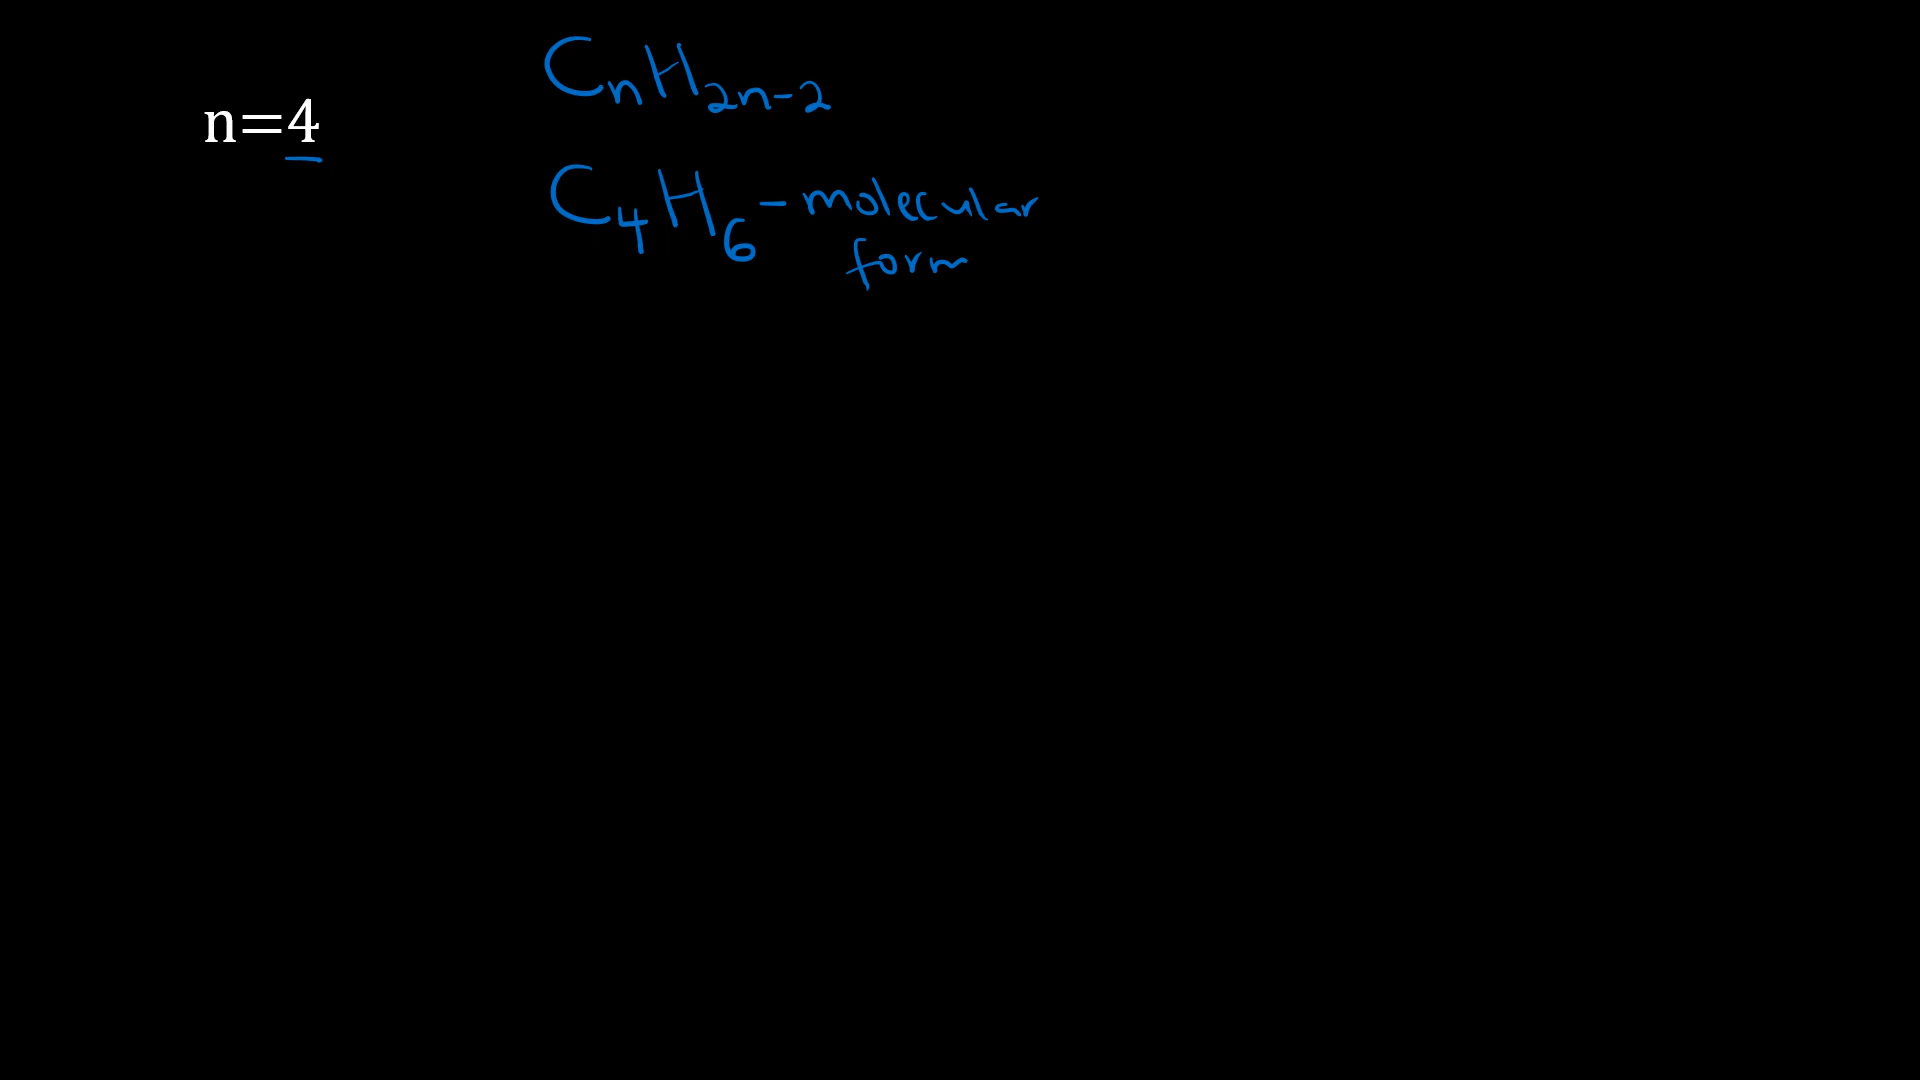 CₙH₂ₙ₋₂
n=4
C₄H₆ - molecular
form